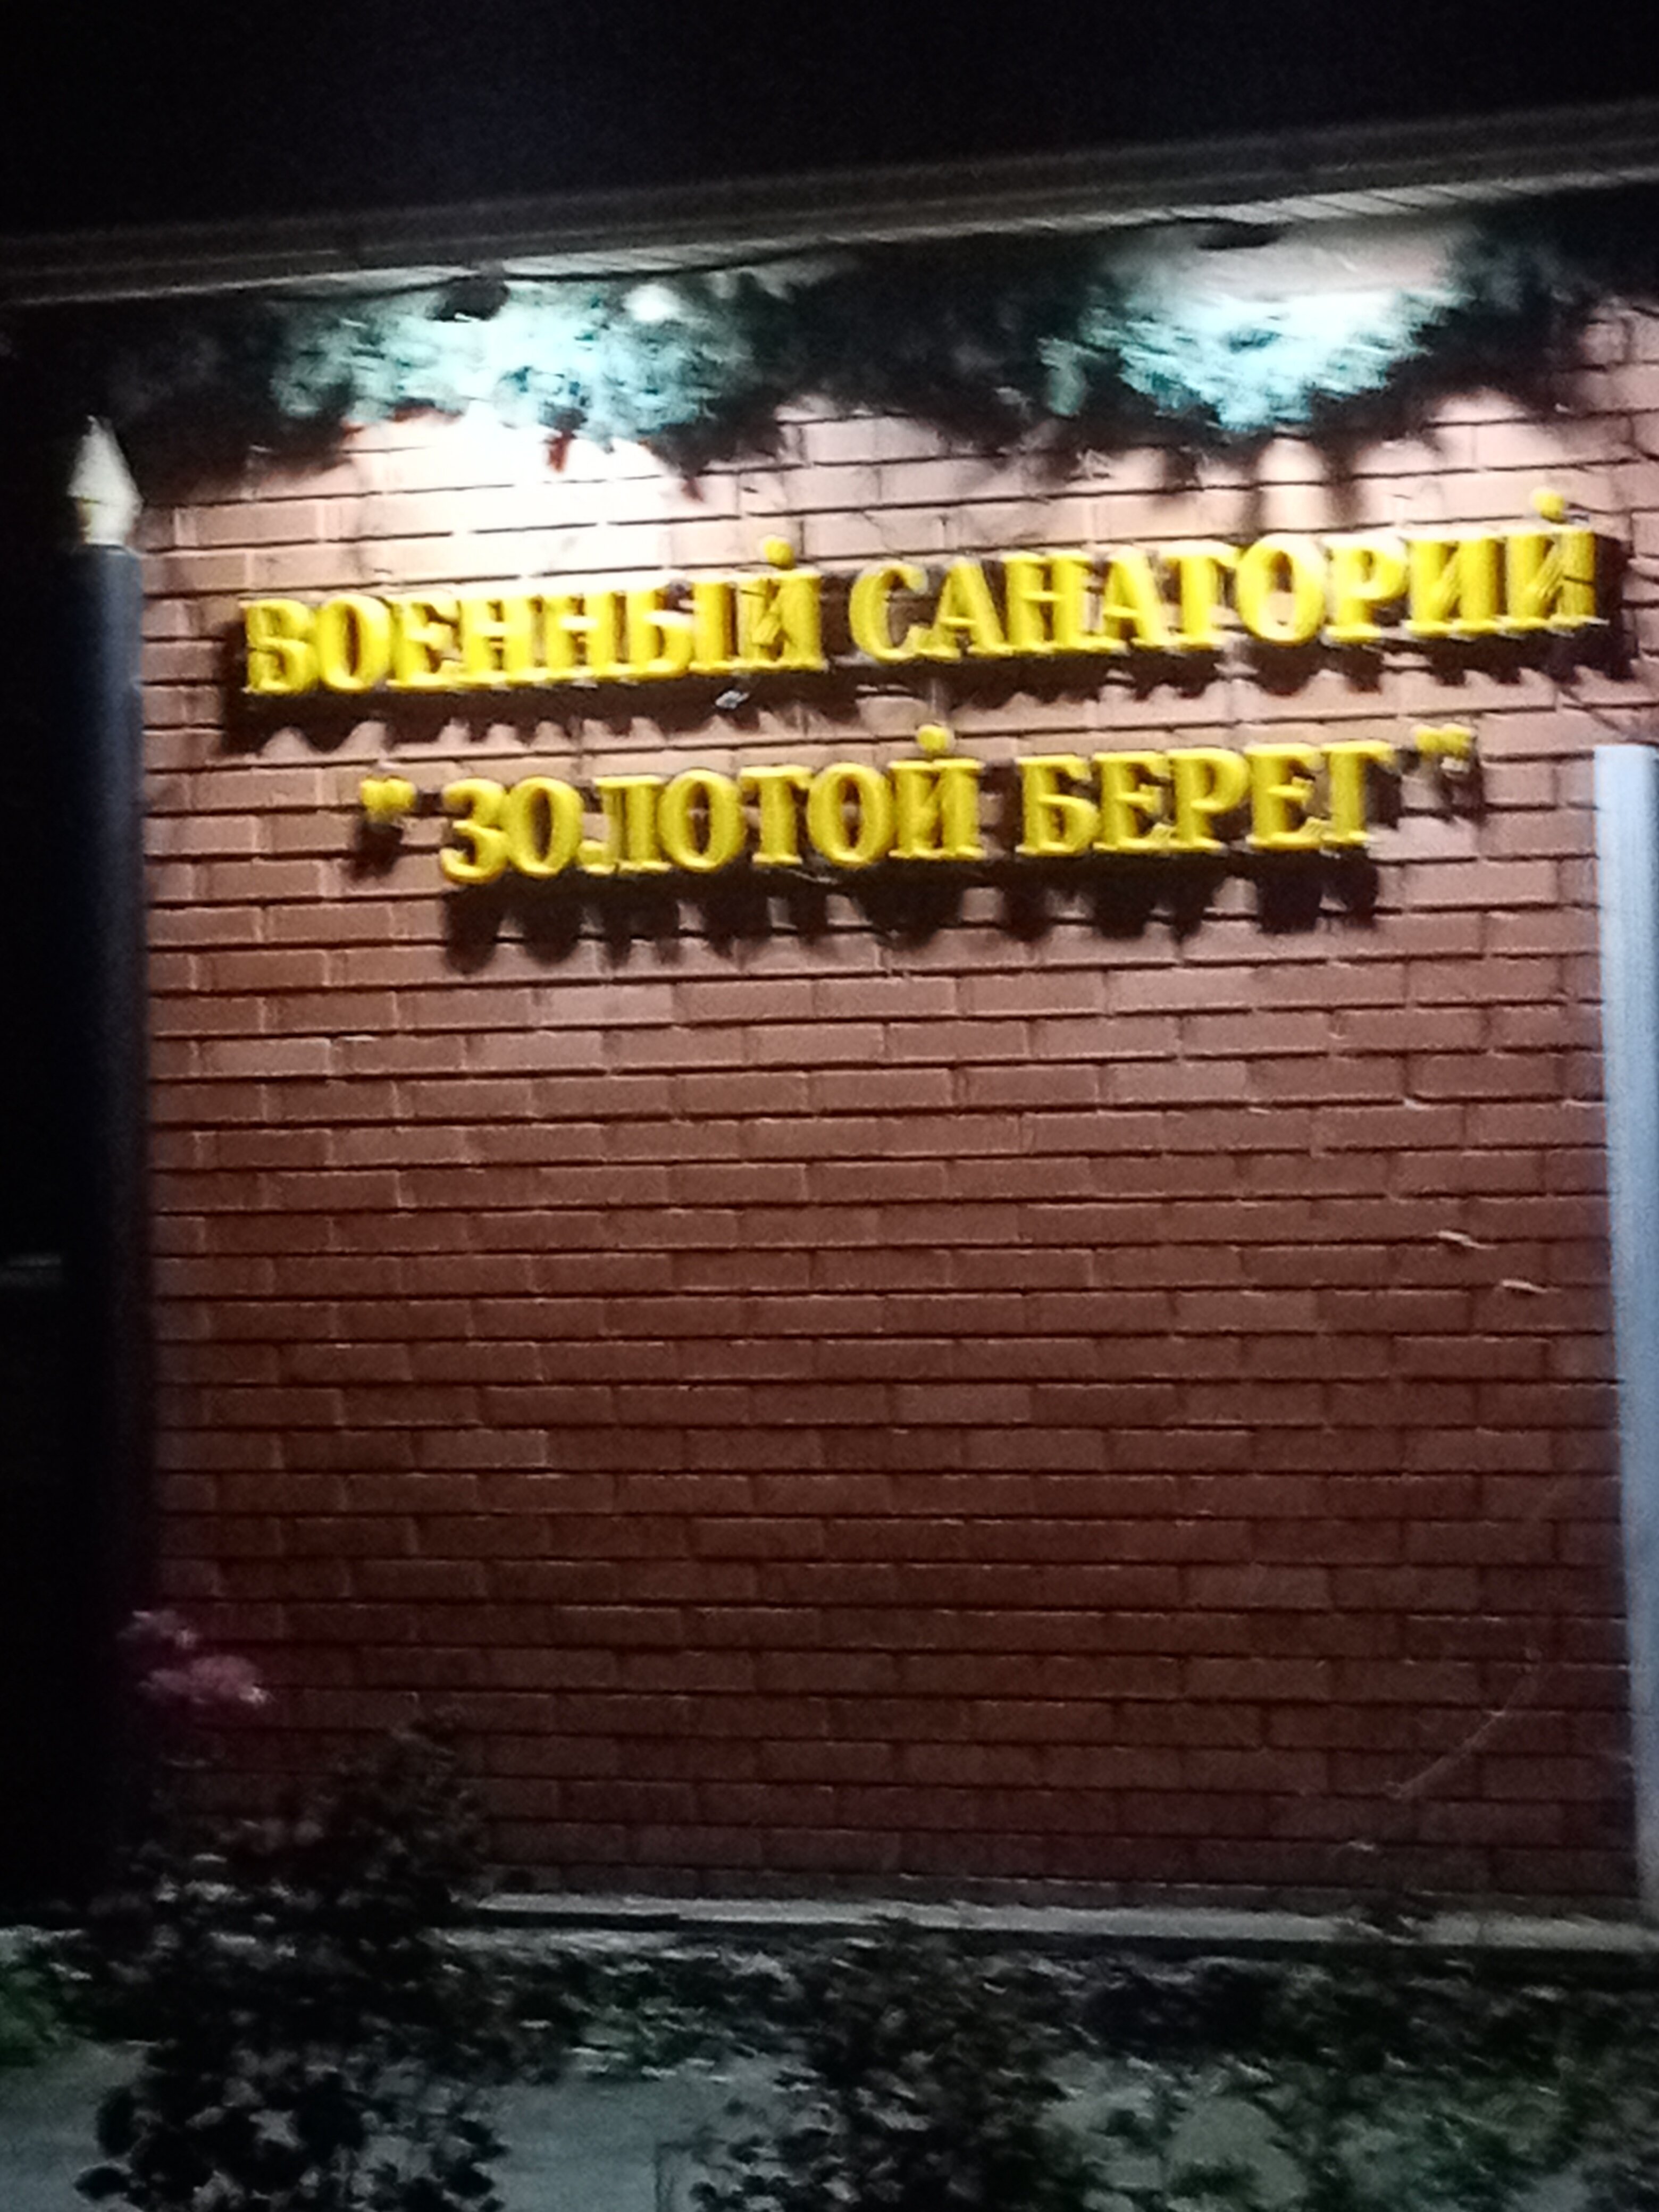 ВОЕННЫЙ САНАТОРИЙ
" ЗОЛОТОЙ БЕРЕГ "